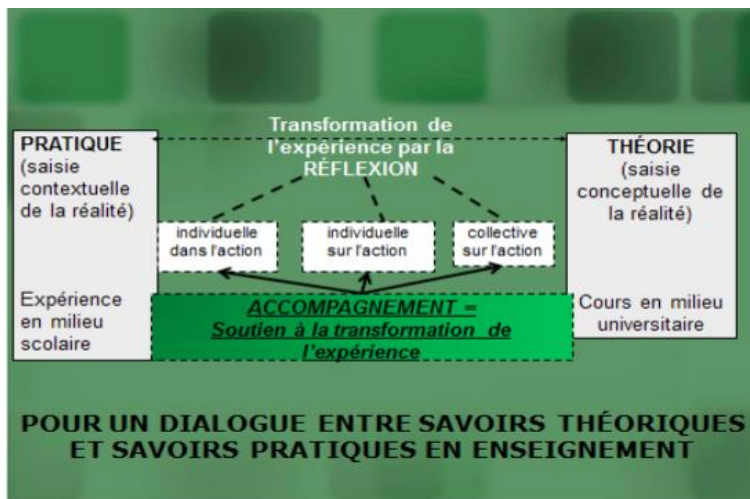 Transformation de
l'expérience par la
RÉFLEXION
PRATIQUE
(saisie
contextuelle
de la réalité)
Expérience
en milieu
scolaire
individuelle
dans l'action
individuelle
sur l'action
collective
sur l'action
ACCOMPAGNEMENT =
Soutien à la transformation de
l'expérience
THÉORIE
(saisie
conceptuelle de
la réalité)
Cours en milieu
universitaire
POUR UN DIALOGUE ENTRE SAVOIRS THÉORIQUES
ET SAVOIRS PRATIQUES EN ENSEIGNEMENT